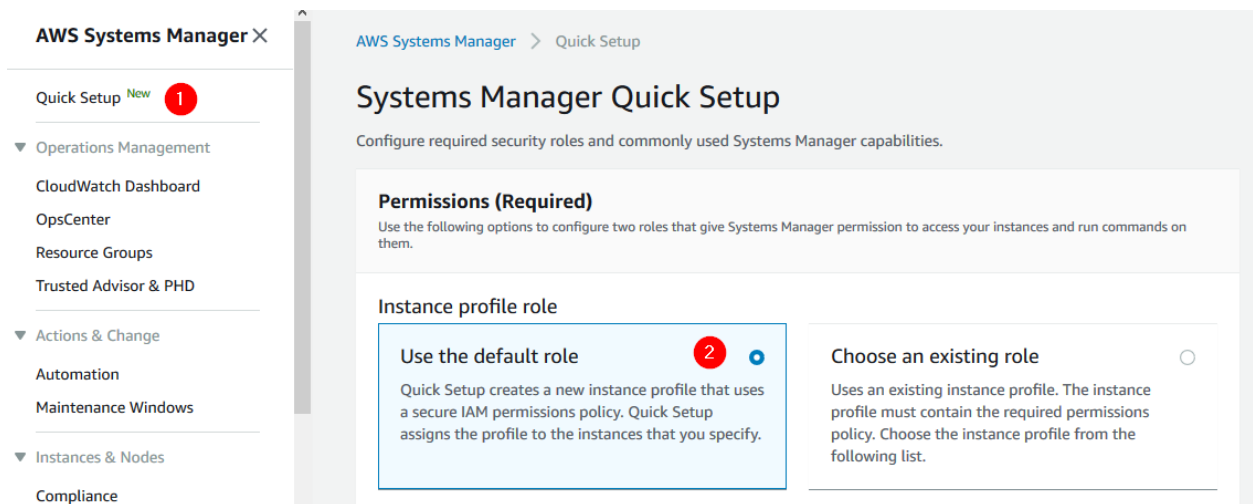 AWS Systems Manager
Quick Setup New 1
Operations Management
CloudWatch Dashboard
OpsCenter
Resource Groups
Trusted Advisor & PHD
Actions & Change
Automation
Maintenance Windows
Instances & Nodes
Compliance
AWS Systems Manager > Quick Setup
Systems Manager Quick Setup
Configure required security roles and commonly used Systems Manager capabilities.
Permissions (Required)
Use the following options to configure two roles that give Systems Manager permission to access your instances and run commands on
them.
Instance profile role
Use the default role 2
Quick Setup creates a new instance profile that uses
a secure IAM permissions policy. Quick Setup
assigns the profile to the instances that you specify.
Choose an existing role
Uses an existing instance profile. The instance
profile must contain the required permissions
policy. Choose the instance profile from the
following list.